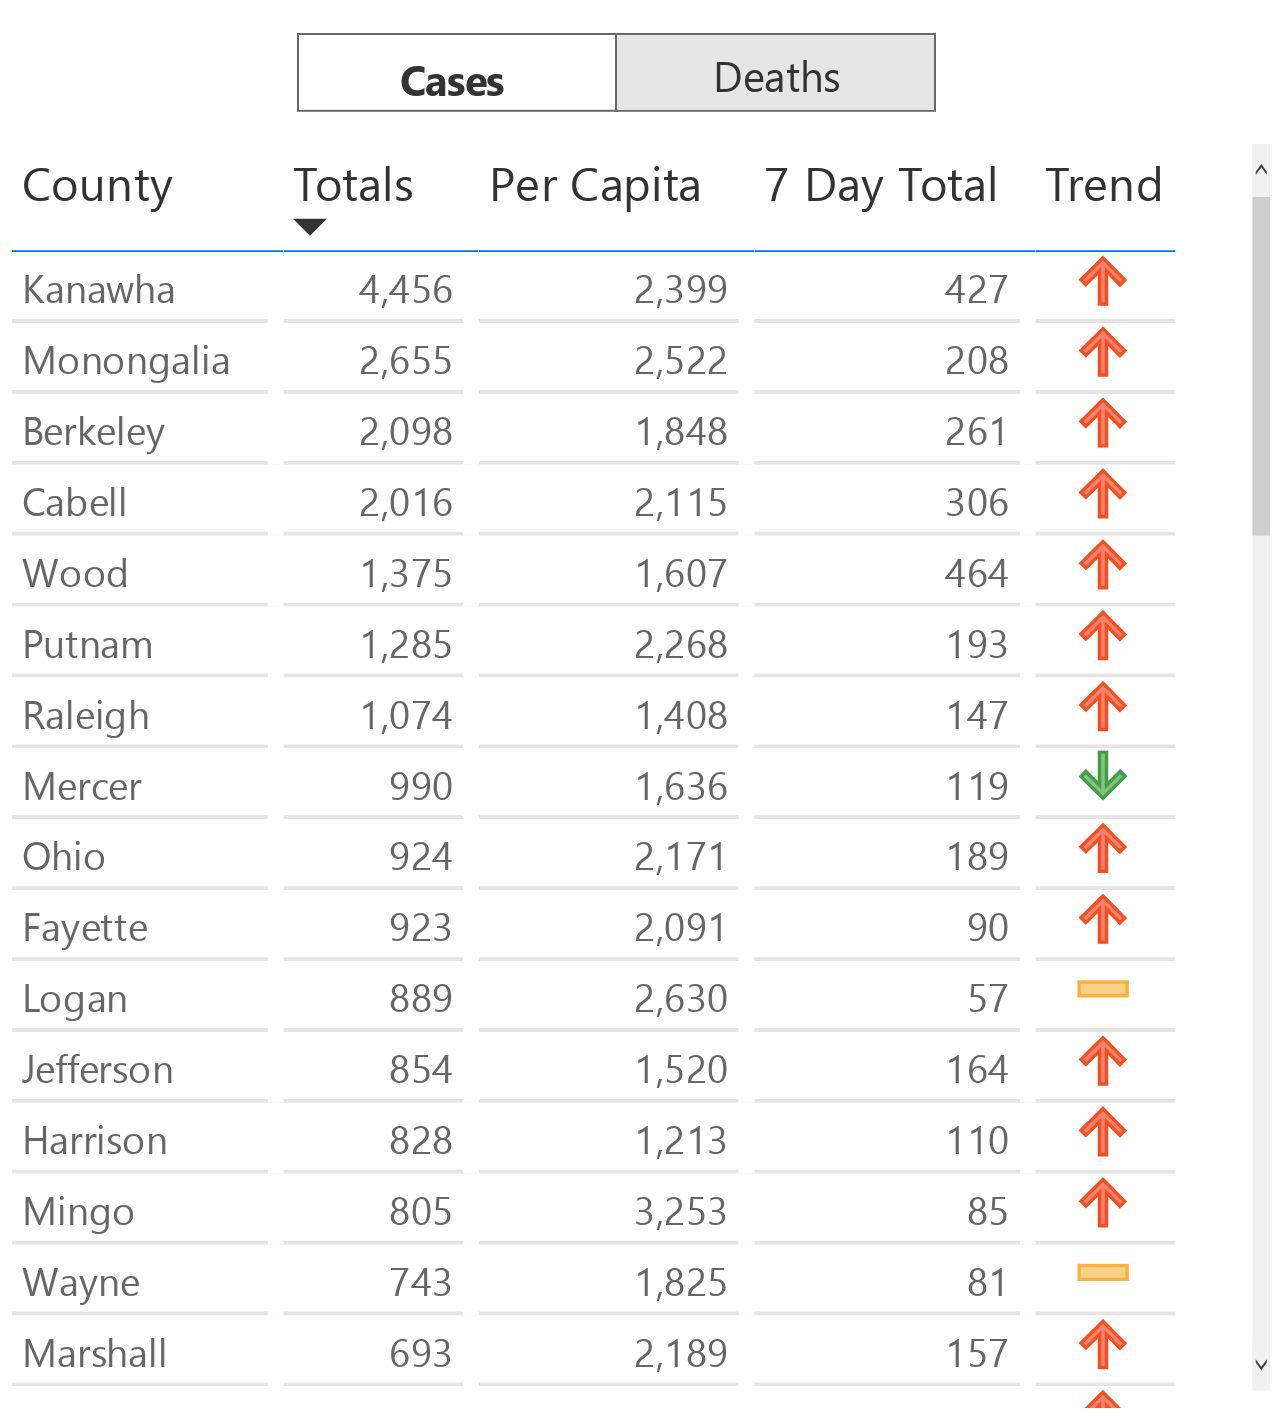 Cases Deaths
County Totals Per Capita 7 Day Total Trend
Kanawha 4,456 2,399 427
Monongalia 2,655 2,522 208
Berkeley 2,098 1,848 261
Cabell 2,016 2,115 306
Wood 1,375 1,607 464
Putnam 1,285 2,268 193
Raleigh 1,074 1,408 147
Mercer 990 1,636 119
Ohio 924 2,171 189
Fayette 923 2,091 90
Logan 889 2,630 57
Jefferson 854 1,520 164
Harrison 828 1,213 110
Mingo 805 3,253 85
Wayne 743 1,825 81
Marshall 693 2,189 157